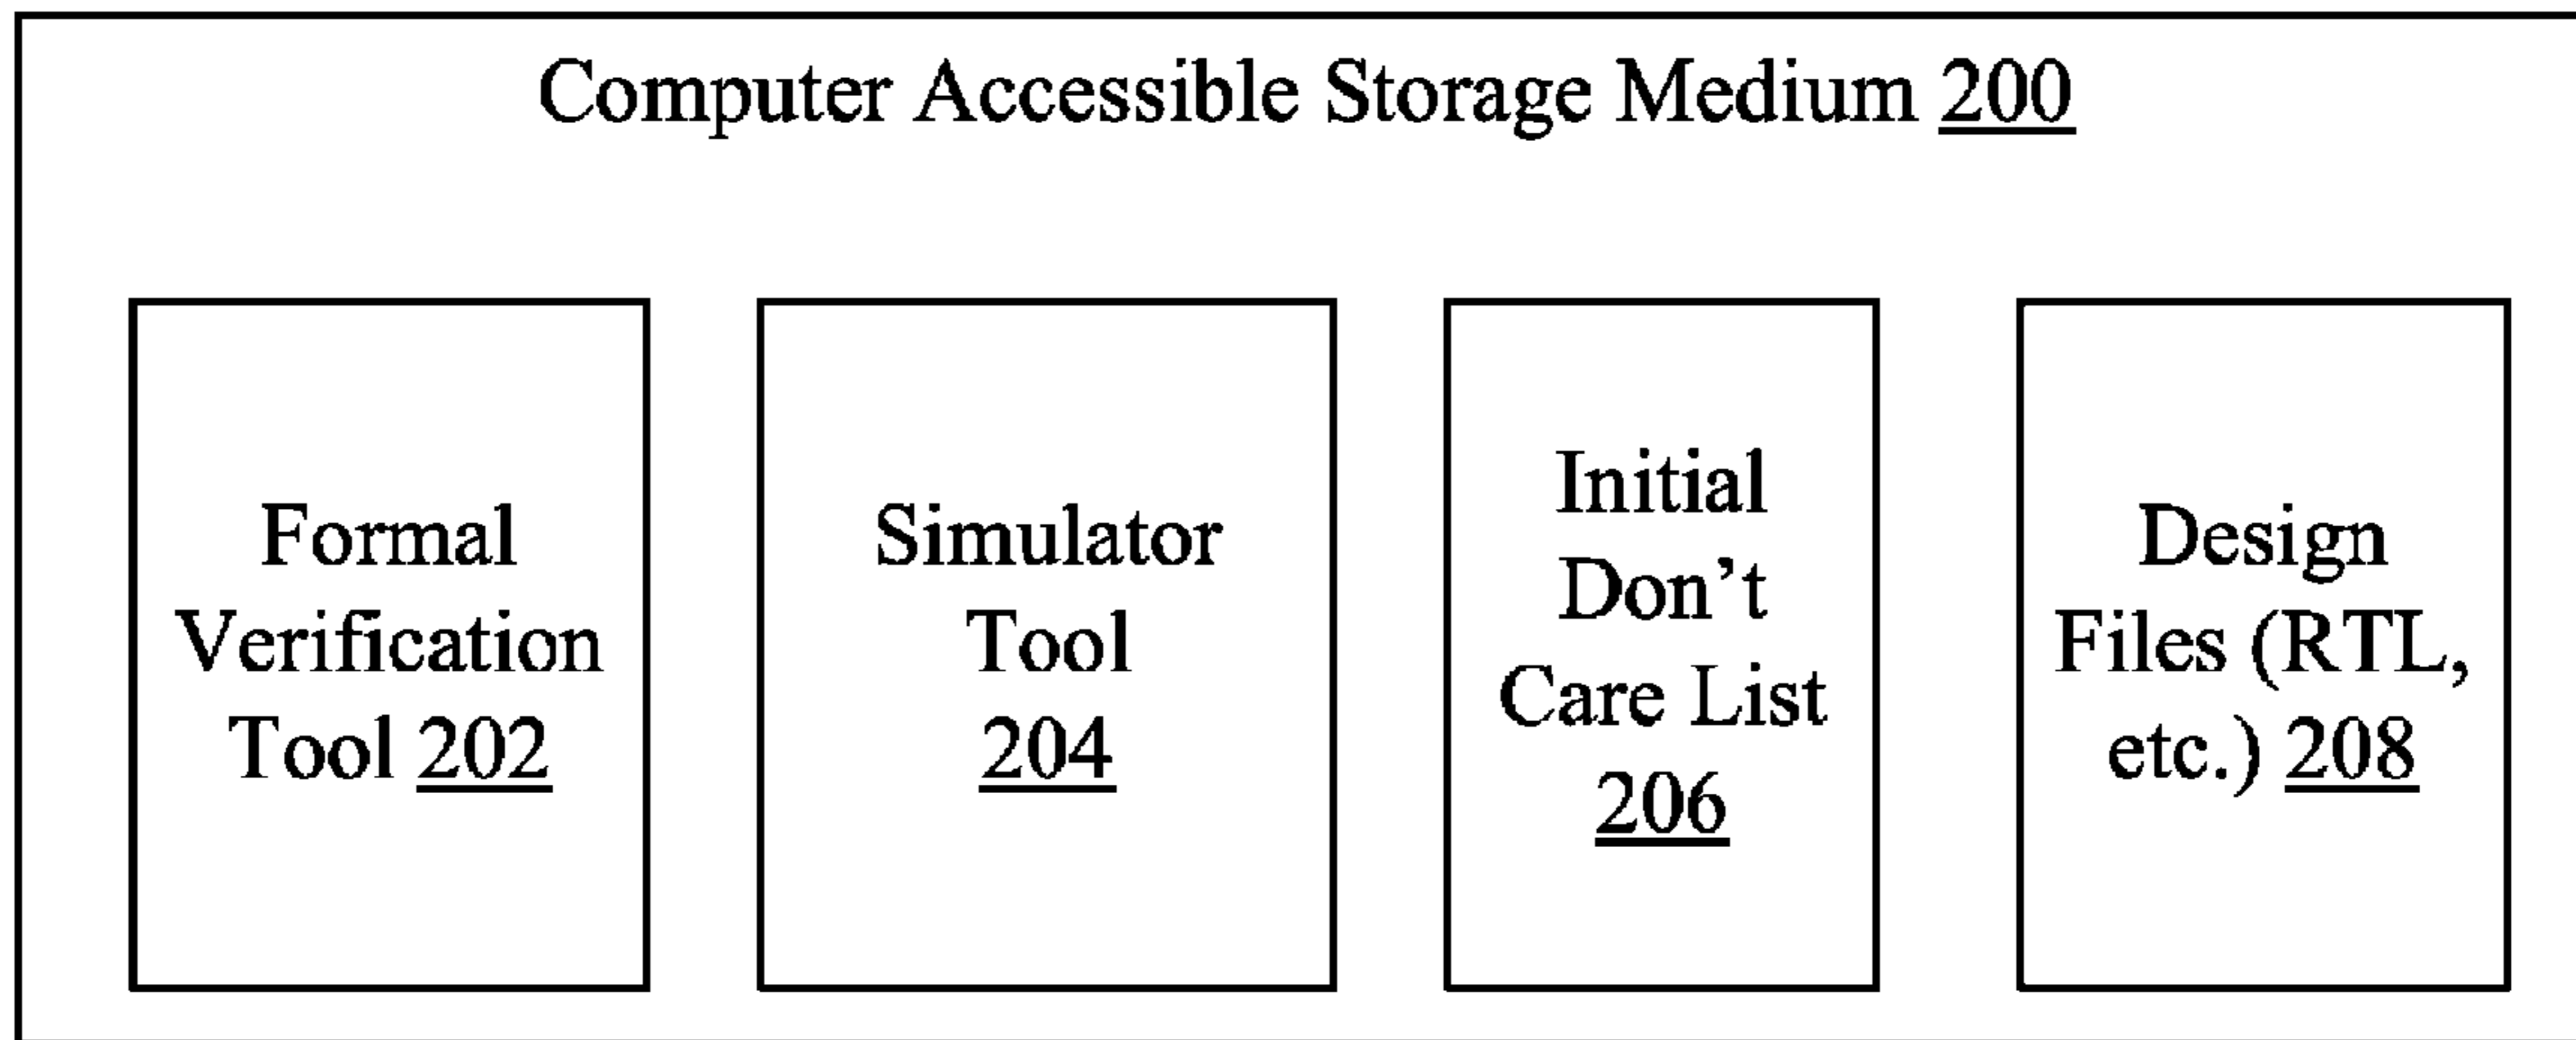 Computer Accessible Storage Medium 200
Formal
Verification
Tool 202
Simulator
Tool
204
Initial
Don’t
Care List
206
Design
Files (RTL,
etc.) 208